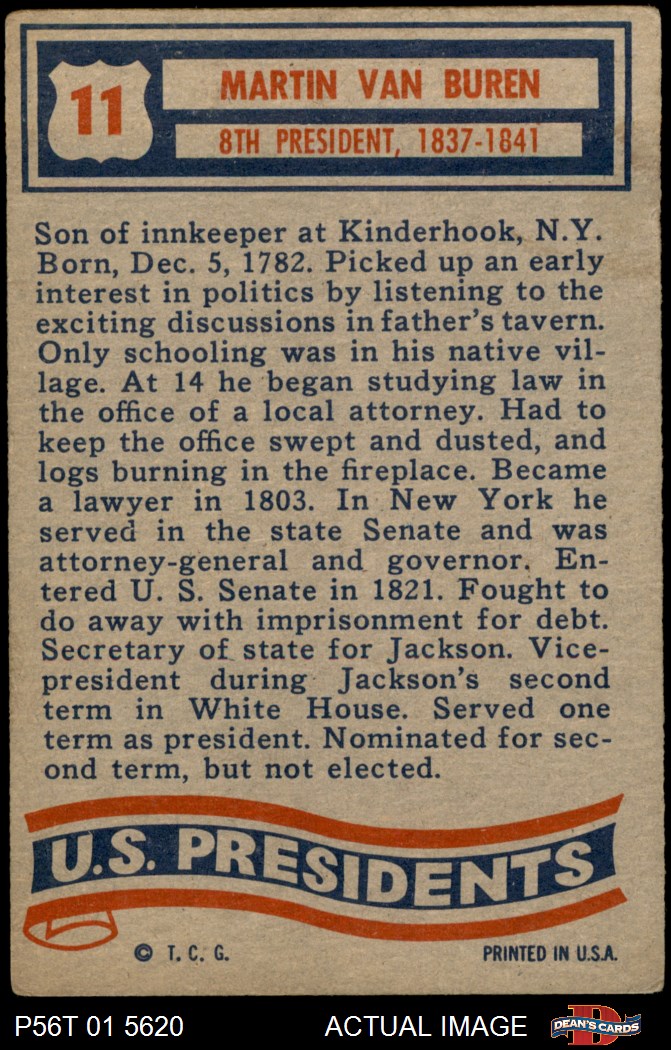 11
MARTIN VAN BUREN
8TH PRESIDENT, 1837-1841
Son of innkeeper at Kinderhook, N.Y.
Born, Dec. 5, 1782. Picked up an early
interest in politics by listening to the
exciting discussions in father's tavern.
Only schooling was in his native vil-
lage. At 14 he began studying law in
the office of a local attorney. Had to
keep the office swept and dusted, and
logs burning in the fireplace. Became
a lawyer in 1803. In New York he
served in the state Senate and was
attorney-general and governor. En-
tered U. S. Senate in 1821. Fought to
do away with imprisonment for debt.
Secretary of state for Jackson. Vice-
president during Jackson's second
term in White House. Served one
term as president. Nominated for sec-
ond term, but not elected.
U.S. PRESIDENTS
© T. C. G. PRINTED IN U.S.A.
P56T 01 5620 ACTUAL IMAGE D DEAN'S CARDS